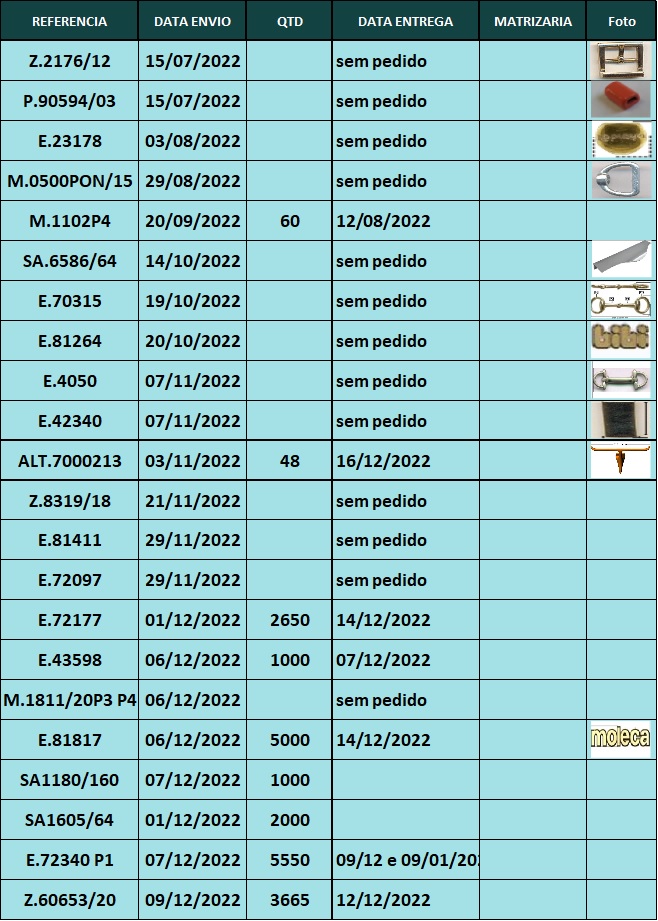 REFERENCIA DATA ENVIO QTD DATA ENTREGA MATRIZARIA Foto
Z.2176/12 15/07/2022 sem pedido
P.90594/03 15/07/2022 sem pedido
E.23178 03/08/2022 sem pedido
M.0500PON/15 29/08/2022 sem pedido
M.1102P4 20/09/2022 60 12/08/2022
SA.6586/64 14/10/2022 sem pedido
E.70315 19/10/2022 sem pedido
E.81264 20/10/2022 sem pedido bibi
E.4050 07/11/2022 sem pedido
E.42340 07/11/2022 sem pedido
ALT.7000213 03/11/2022 48 16/12/2022
Z.8319/18 21/11/2022 sem pedido
E.81411 29/11/2022 sem pedido
E.72097 29/11/2022 sem pedido
E.72177 01/12/2022 2650 14/12/2022
E.43598 06/12/2022 1000 07/12/2022
M.1811/20P3 P4 06/12/2022 sem pedido
E.81817 06/12/2022 5000 14/12/2022 moleca
SA1180/160 07/12/2022 1000
SA1605/64 01/12/2022 2000
E.72340 P1 07/12/2022 5550 09/12 e 09/01/202
Z.60653/20 09/12/2022 3665 12/12/2022